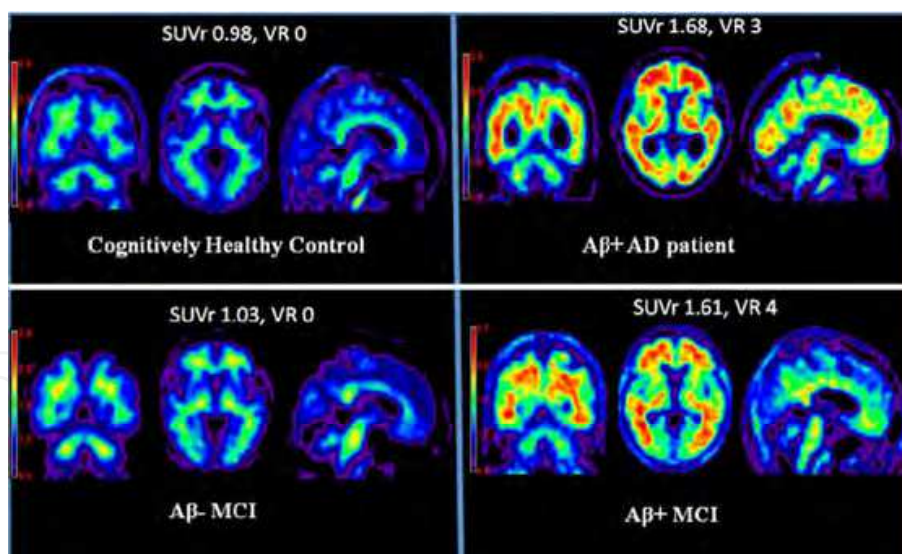 SUVr 0.98, VR 0
Cognitively Healthy Control
SUVr 1.68, VR 3
Aβ+ AD patient
SUVr 1.03, VR 0
Aβ- MCI
SUVr 1.61, VR 4
Aβ+ MCI